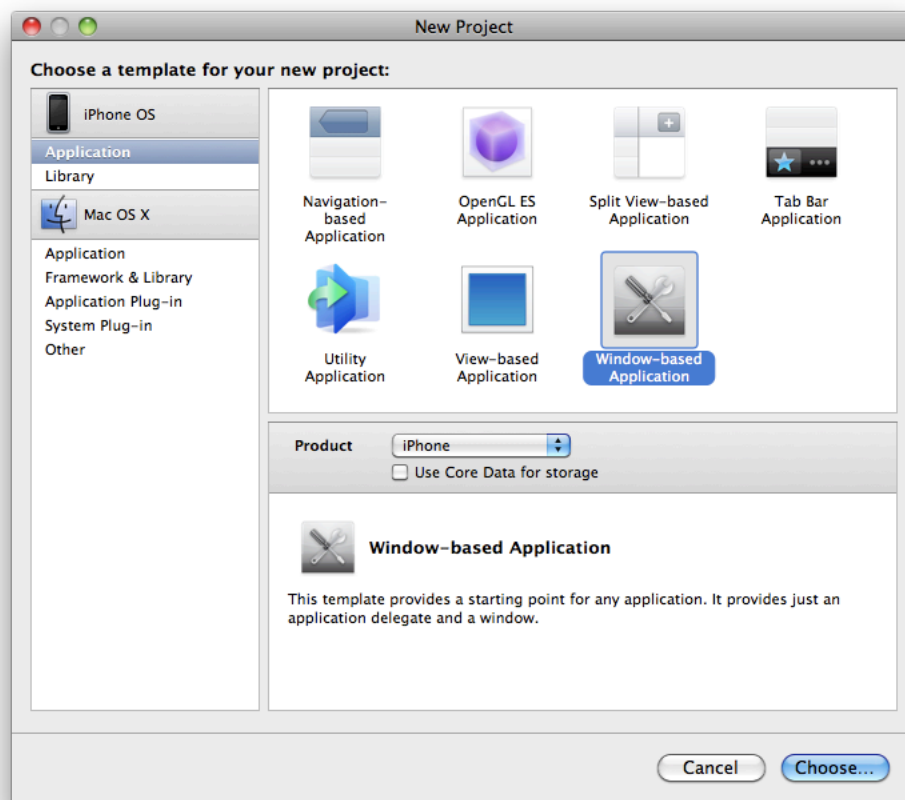 New Project
Choose a template for your new project:
iPhone OS
Application
Library
Mac OS X
Application
Framework & Library
Application Plug-in
System Plug-in
Other
Navigation-
based
Application
OpenGL ES
Application
Split View-based
Application
Tab Bar
Application
Utility
Application
View-based
Application
Window-based
Application
Product
iPhone
Use Core Data for storage
Window-based Application
This template provides a starting point for any application. It provides just an
application delegate and a window.
Cancel
Choose...